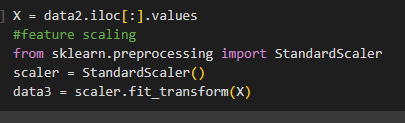 X = data2.iloc[:].values
#feature scaling
from sklearn.preprocessing import StandardScaler
scaler = StandardScaler()
data3 = scaler.fit_transform(X)